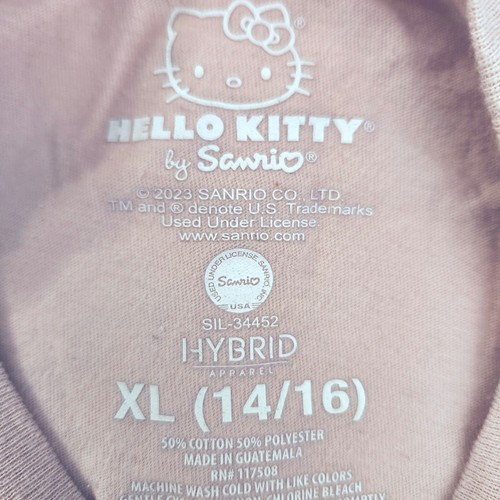 HELLO KITTY®
by Sanrio®
© 2023 SANRIO CO., LTD
TM and ® denote U.S. Trademarks
Used Under License.
www.sanrio.com
USED UNDER LICENSE, SANRIO, INC.
Sanrio
USA
SIL-34452
HYBRID
APPAREL
XL (14/16)
50% COTTON 50% POLYESTER
MADE IN GUATEMALA
RN# 117508
MACHINE WASH COLD WITH LIKE COLORS
CHLORINE BLEACH